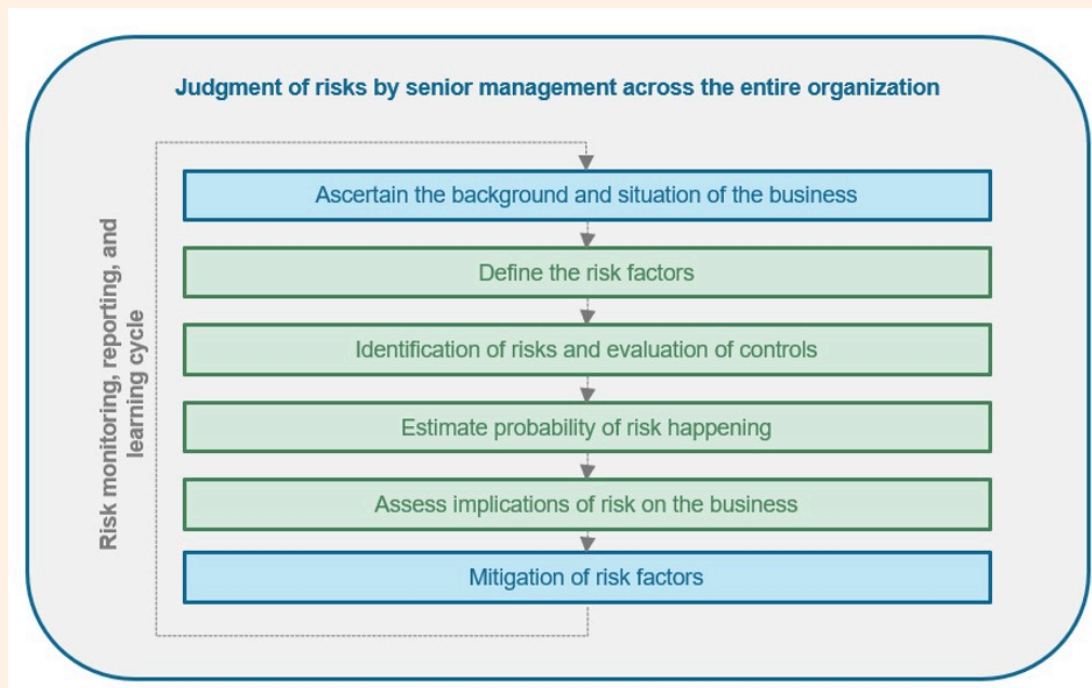 Judgment of risks by senior management across the entire organization
Risk monitoring, reporting, and
learning cycle
Ascertain the background and situation of the business
Define the risk factors
Identification of risks and evaluation of controls
Estimate probability of risk happening
Assess implications of risk on the business
Mitigation of risk factors